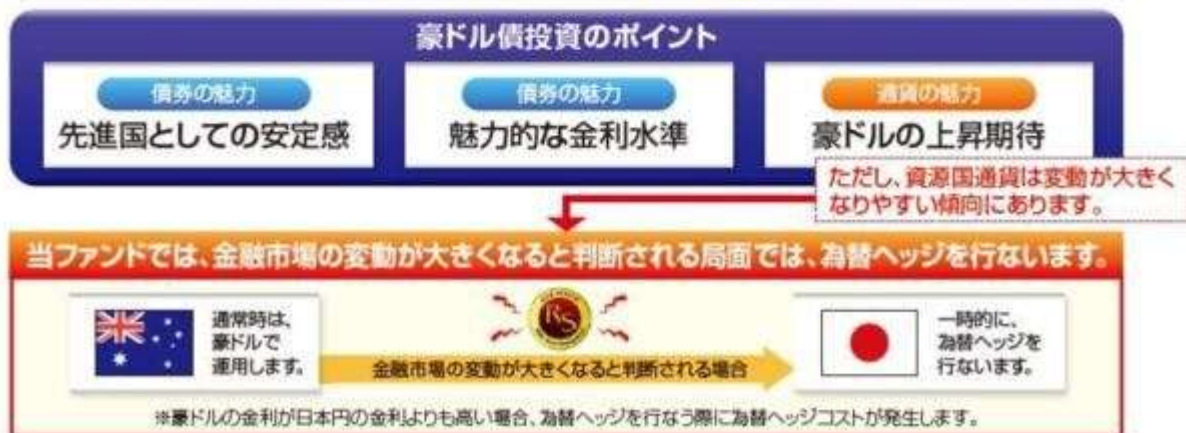 豪ドル債投資のポイント
債券の魅力
先進国としての安定感
債券の魅力
魅力的な金利水準
通貨の魅力
豪ドルの上昇期待
ただし、資源国通貨は変動が大きく
なりやすい傾向にあります。
当ファンドでは、金融市場の変動が大きくなると判断される局面では、為替ヘッジを行ないます。
通常時は、
豪ドルで
運用します。
RS
金融市場の変動が大きくなると判断される場合
一時的に、
為替ヘッジを
行ないます。
※豪ドルの金利が日本円の金利よりも高い場合、為替ヘッジを行なう際に為替ヘッジコストが発生します。